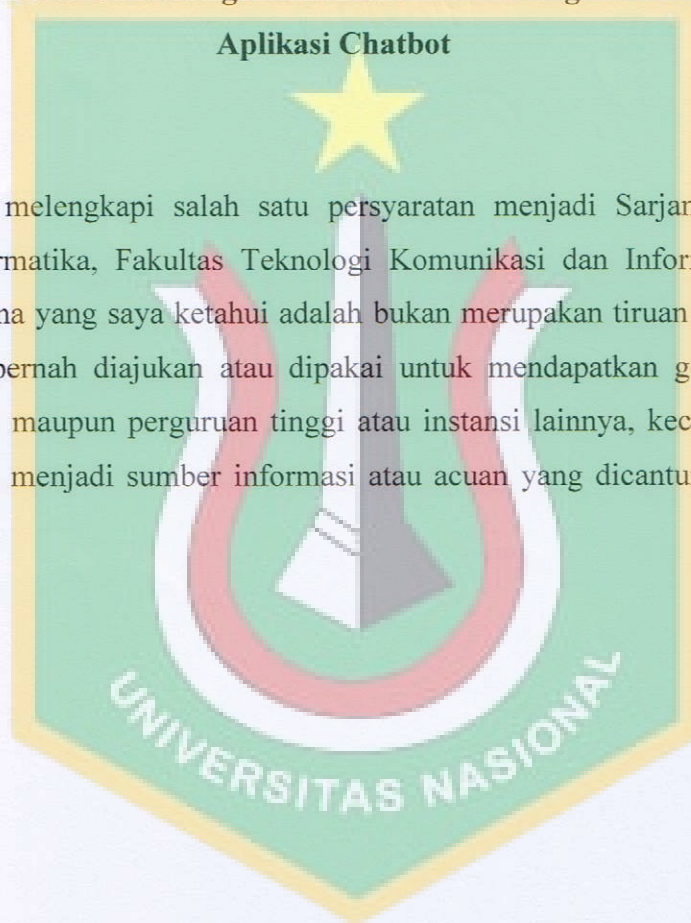 Aplikasi Chatbot
melengkapi salah satu persyaratan menjadi Sarjan
rmatika, Fakultas Teknologi Komunikasi dan Infor
na yang saya ketahui adalah bukan merupakan tiruan
pernah diajukan atau dipakai untuk mendapatkan g
maupun perguruan tinggi atau instansi lainnya, kec
menjadi sumber informasi atau acuan yang dicantu
UNIVERSITAS NASIONAL